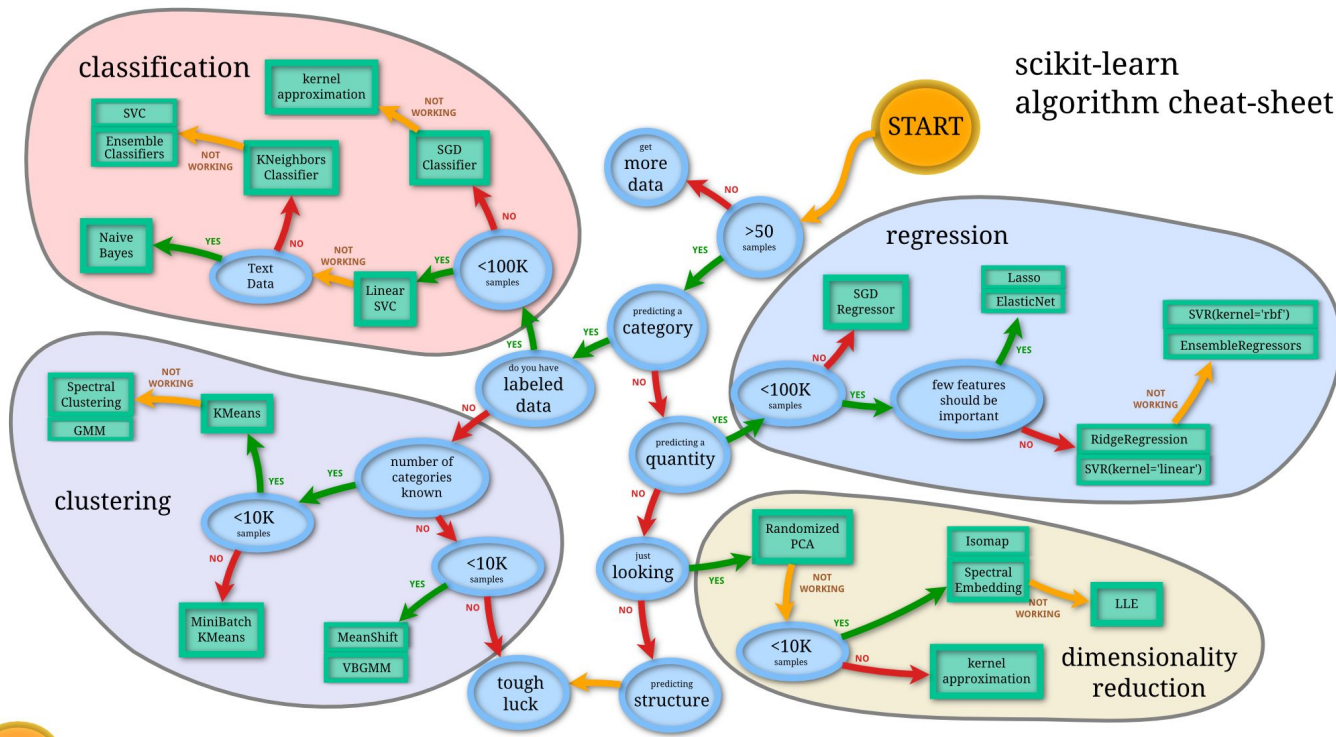 scikit-learn
algorithm cheat-sheet
START
classification
kernel
approximation
NOT
WORKING
SVC
Ensemble
Classifiers
NOT
WORKING
KNeighbors
Classifier
SGD
Classifier
NO
Naive
Bayes
YES
Text
Data
NO
NOT
WORKING
Linear
SVC
YES
<100K
samples
YES
get
more
data
NO
>50
samples
YES
predicting a
category
YES
NO
do you have
labeled
data
NO
predicting a
quantity
YES
NO
just
looking
YES
NO
predicting
structure
tough
luck
regression
SGD
Regressor
NO
<100K
samples
YES
Lasso
ElasticNet
YES
few features
should be
important
NO
SVR(kernel='rbf')
EnsembleRegressors
NOT
WORKING
RidgeRegression
SVR(kernel='linear')
clustering
Spectral
Clustering
GMM
NOT
WORKING
KMeans
YES
<10K
samples
NO
MiniBatch
KMeans
number of
categories
known
YES
NO
<10K
samples
YES
NO
MeanShift
VBGMM
dimensionality
reduction
Randomized
PCA
NOT
WORKING
<10K
samples
YES
NO
Isomap
Spectral
Embedding
NOT
WORKING
LLE
kernel
approximation